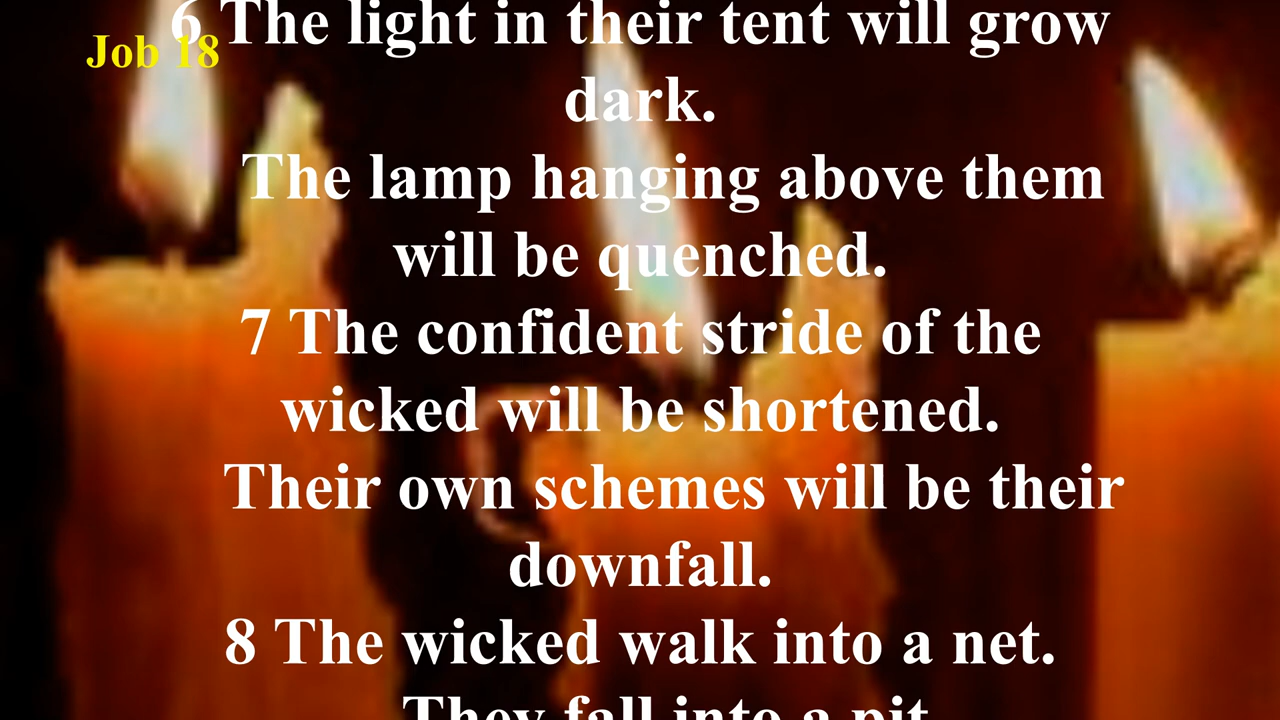 Job 18
6 The light in their tent will grow
dark.
The lamp hanging above them
will be quenched.
7 The confident stride of the
wicked will be shortened.
Their own schemes will be their
downfall.
8 The wicked walk into a net.
They fall into a pit.